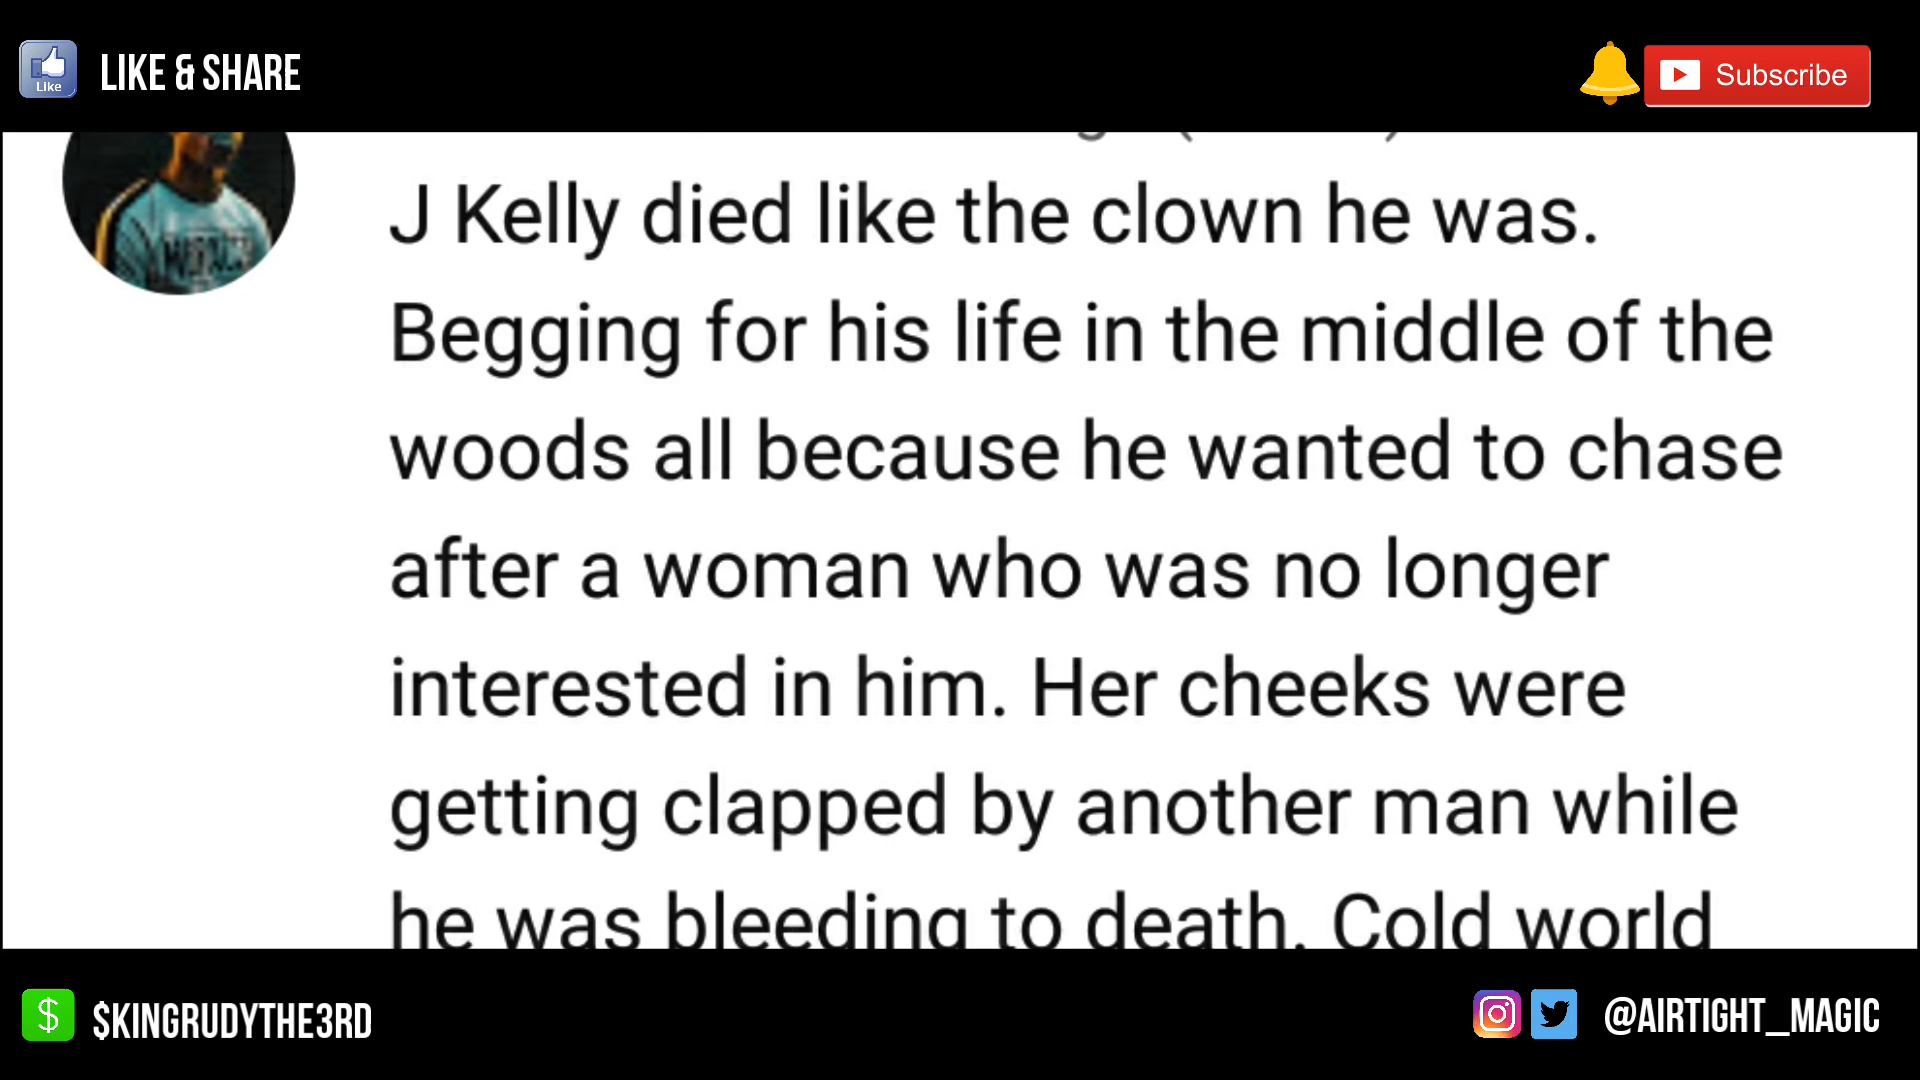 LIKE & SHARE
Like
Subscribe
J Kelly died like the clown he was.
Begging for his life in the middle of the
woods all because he wanted to chase
after a woman who was no longer
interested in him. Her cheeks were
getting clapped by another man while
he was bleeding to death. Cold world
$KINGRUDYTHE3RD
@AIRTIGHT_MAGIC